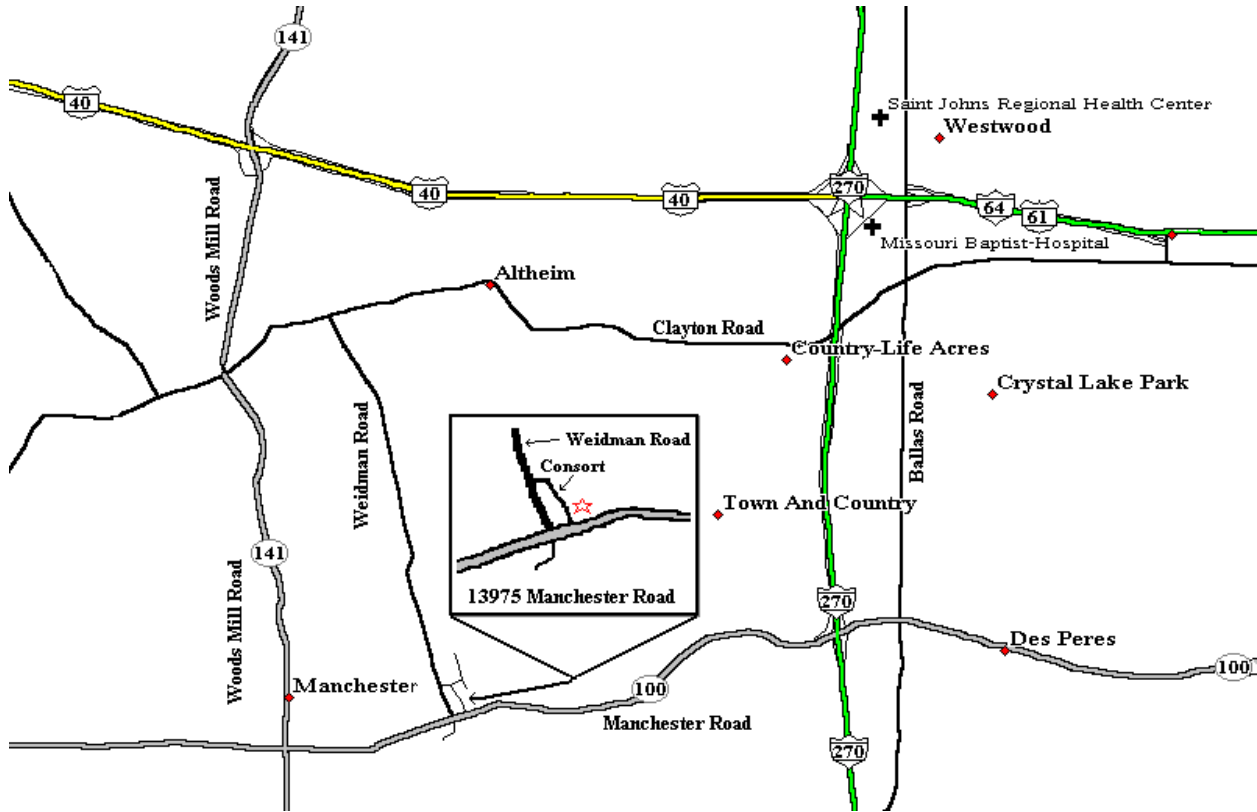 141
Saint Johns Regional Health Center
Westwood
40
40
40
270
64
61
Missouri Baptist-Hospital
Woods Mill Road
Altheim
Clayton Road
Country-Life Acres
Crystal Lake Park
Weidman Road
Ballas Road
Weidman Road
Consort
Town And Country
13975 Manchester Road
141
Woods Mill Road
270
Des Peres
Manchester
100
100
Manchester Road
270